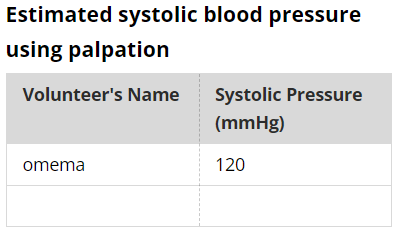 Estimated systolic blood pressure
using palpation
Volunteer's Name Systolic Pressure
(mmHg)
omema 120